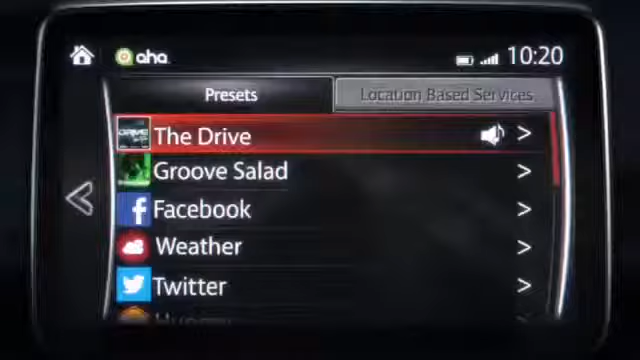 aha
10:20
Presets
Location Based Services
The Drive
Groove Salad
Facebook
Weather
Twitter